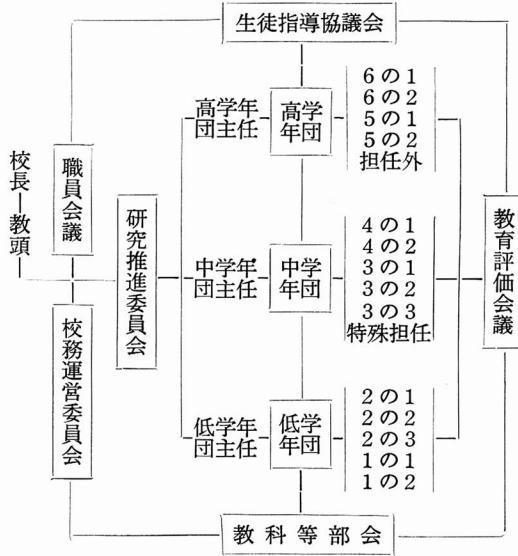 生徒指導協議会
校長―教頭―
職員会議
校務運営委員会
研究推進委員会
高学年
団主任
高学
年団
6の1
6の2
5の1
5の2
担任外
中学年
団主任
中学
年団
4の1
4の2
3の1
3の2
3の3
特殊担任
低学年
団主任
低学
年団
2の1
2の2
2の3
1の1
1の2
教育評価会議
教科等部会